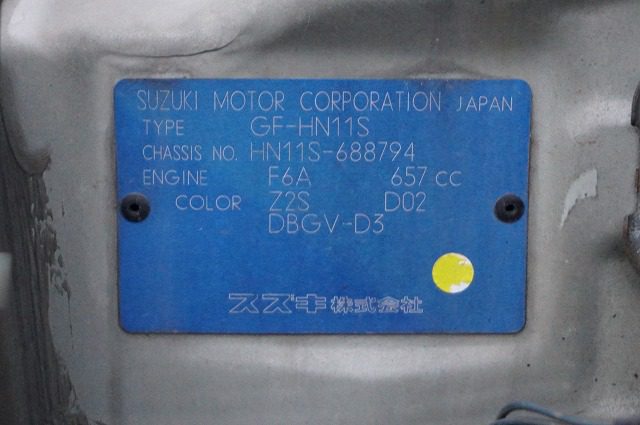 SUZUKI MOTOR CORPORATION JAPAN
TYPE GF-HN11S
CHASSIS NO. HN11S-688794
ENGINE F6A 657 cc
COLOR Z2S D02
DBGV-D3
スズキ株式会社